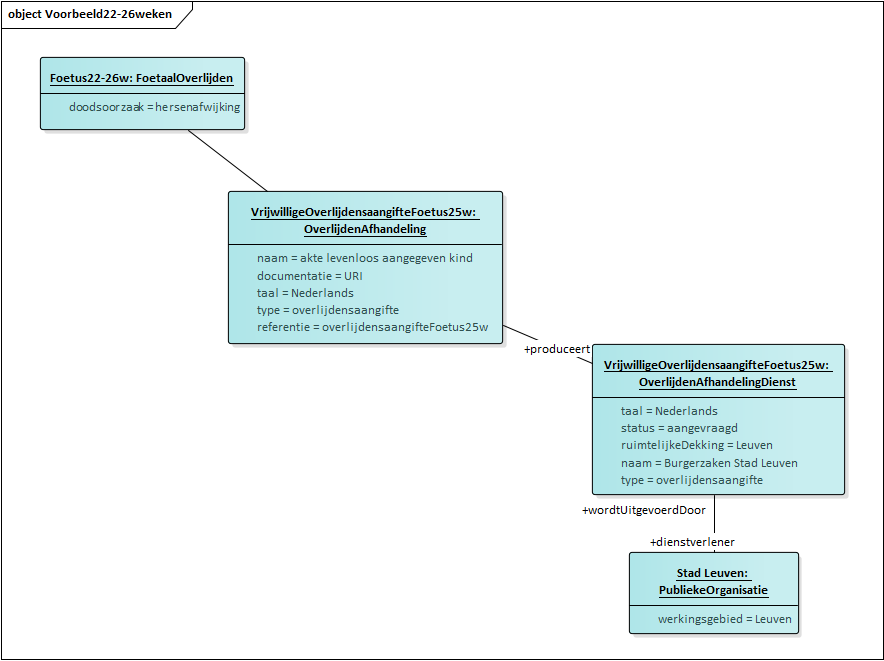 object Voorbeeld22-26weken
Foetus22-26w: FoetaalOverlijden
doodsoorzaak = hersenafwijking
VrijwilligeOverlijdensaangifteFoetus25w:
OverlijdenAfhandeling
naam = akte levenloos aangegeven kind
documentatie = URI
taal = Nederlands
type = overlijdensaangifte
referentie = overlijdensaangifteFoetus25w
+produceert
VrijwilligeOverlijdensaangifteFoetus25w:
OverlijdenAfhandelingDienst
taal = Nederlands
status = aangevraagd
ruimtelijkeDekking = Leuven
naam = Burgerzaken Stad Leuven
type = overlijdensaangifte
+wordtUitgevoerdDoor
+dienstverlener
Stad Leuven:
PubliekeOrganisatie
werkingsgebied = Leuven